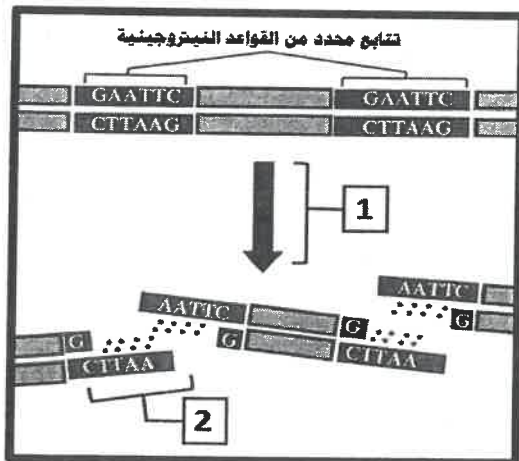 تتابع محدد من القواعد النيتروجينية
GAATTC GAATTC
CTTAAG CTTAAG
1
AATTC
AATTC G
G G
G CTTAA
CTTAA
2